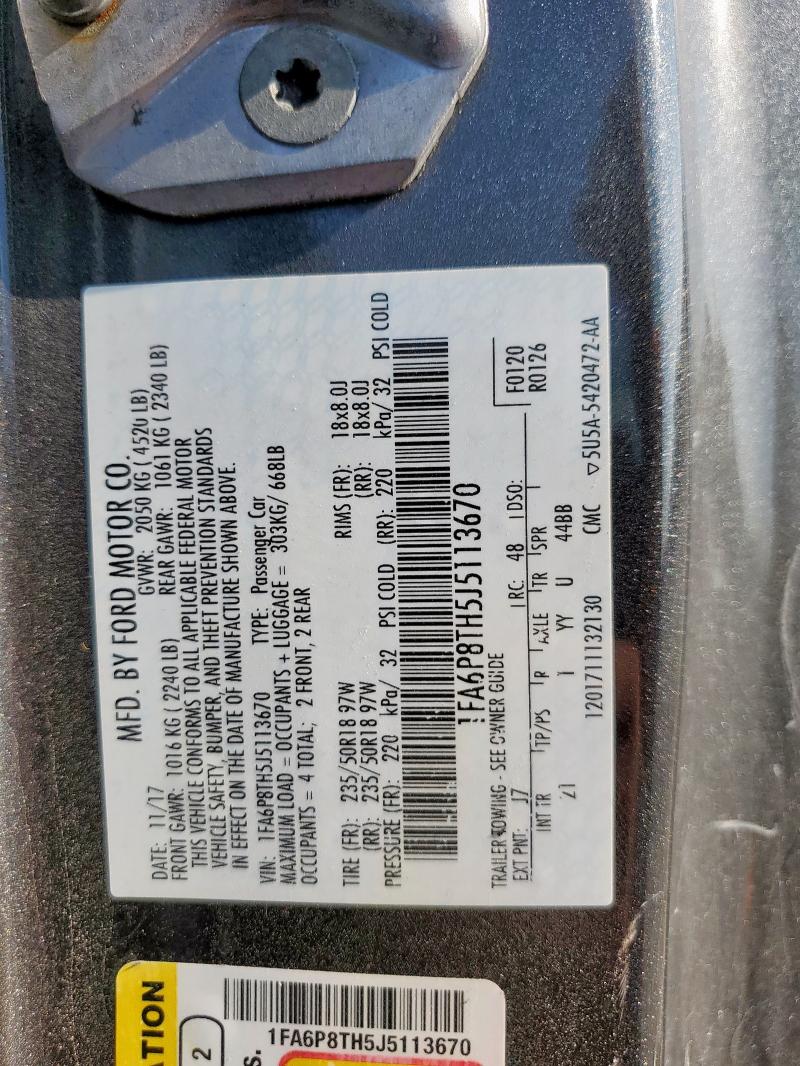 MFD. BY FORD MOTOR CO.
DATE: 11/17 GVWR: 2050 KG ( 4520 LB)
FRONT GAWR: 1016 KG ( 2240 LB) REAR GAWR: 1061 KG ( 2340 LB)
THIS VEHICLE CONFORMS TO ALL APPLICABLE FEDERAL MOTOR
VEHICLE SAFETY, BUMPER, AND THEFT PREVENTION STANDARDS
IN EFFECT ON THE DATE OF MANUFACTURE SHOWN ABOVE.
VIN: 1FA6P8TH5J5113670 TYPE: Passenger Car
MAXIMUM LOAD = OCCUPANTS + LUGGAGE = 303KG/ 668LB
OCCUPANTS = 4 TOTAL; 2 FRONT, 2 REAR
TIRE (FR): 235/50R18 97W RIMS (FR): 18x8.0J
(RR): 235/50R18 97W (RR): 18x8.0J
PRESSURE (FR): 220 kPa/ 32 PSI COLD (RR): 220 kPa/ 32 PSI COLD
1FA6P8TH5J5113670
TRAILER TOWING - SEE OWNER GUIDE F0120
EXT PNT: J7 RC: 48 DSO: R0126
INT TR TP/PS R AXLE TR SPR
21 I YY U 44BB
1201711132130 CMC ▽5U5A-5420472-AA
ATION
2
S.
1FA6P8TH5J5113670